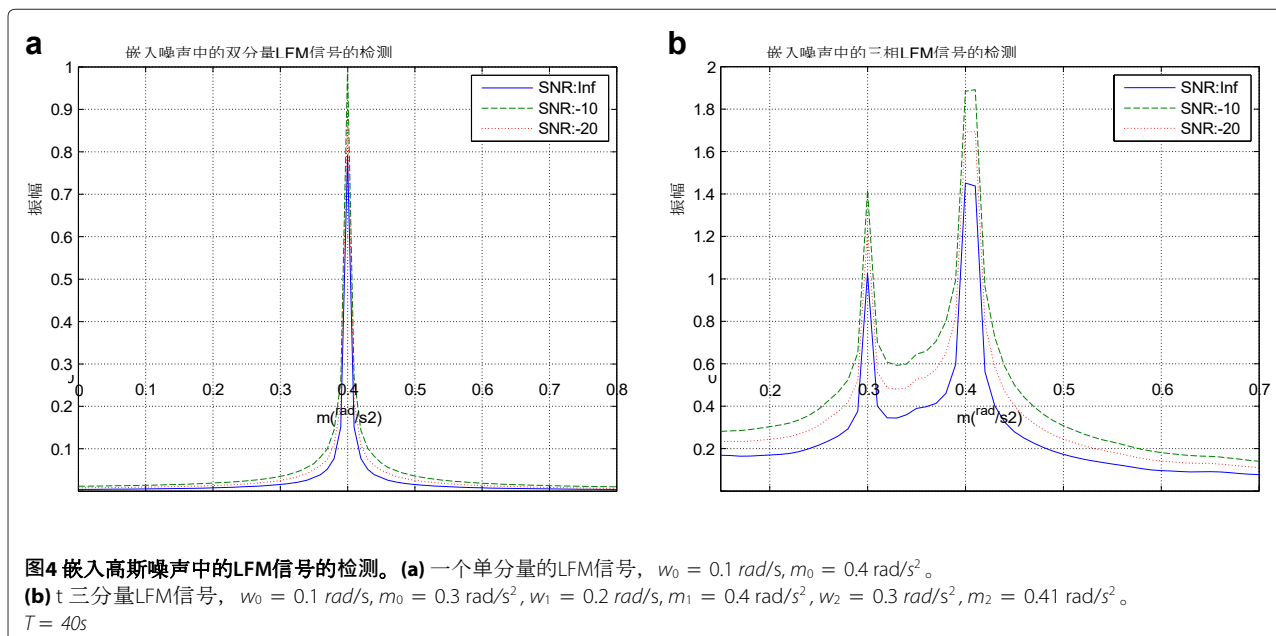 a
嵌入噪声中的双分量LFM信号的检测
1
0.9
0.8
0.7
0.6
0.5
0.4
0.3
0.2
0.1
振幅
SNR:Inf
SNR:-10
SNR:-20
0 0.1 0.2 0.3 0.4 0.5 0.6 0.7 0.8
m(rad/s2)
b
嵌入噪声中的三相LFM信号的检测
2
1.8
1.6
1.4
1.2
1
0.8
0.6
0.4
0.2
振幅
SNR:Inf
SNR:-10
SNR:-20
0.2 0.3 0.4 0.5 0.6 0.7
m(rad/s2)
图4 嵌入高斯噪声中的LFM信号的检测。(a) 一个单分量的LFM信号，w₀ = 0.1 rad/s, m₀ = 0.4 rad/s²。
(b) t 三分量LFM信号，w₀ = 0.1 rad/s, m₀ = 0.3 rad/s², w₁ = 0.2 rad/s, m₁ = 0.4 rad/s², w₂ = 0.3 rad/s², m₂ = 0.41 rad/s²。
T = 40s